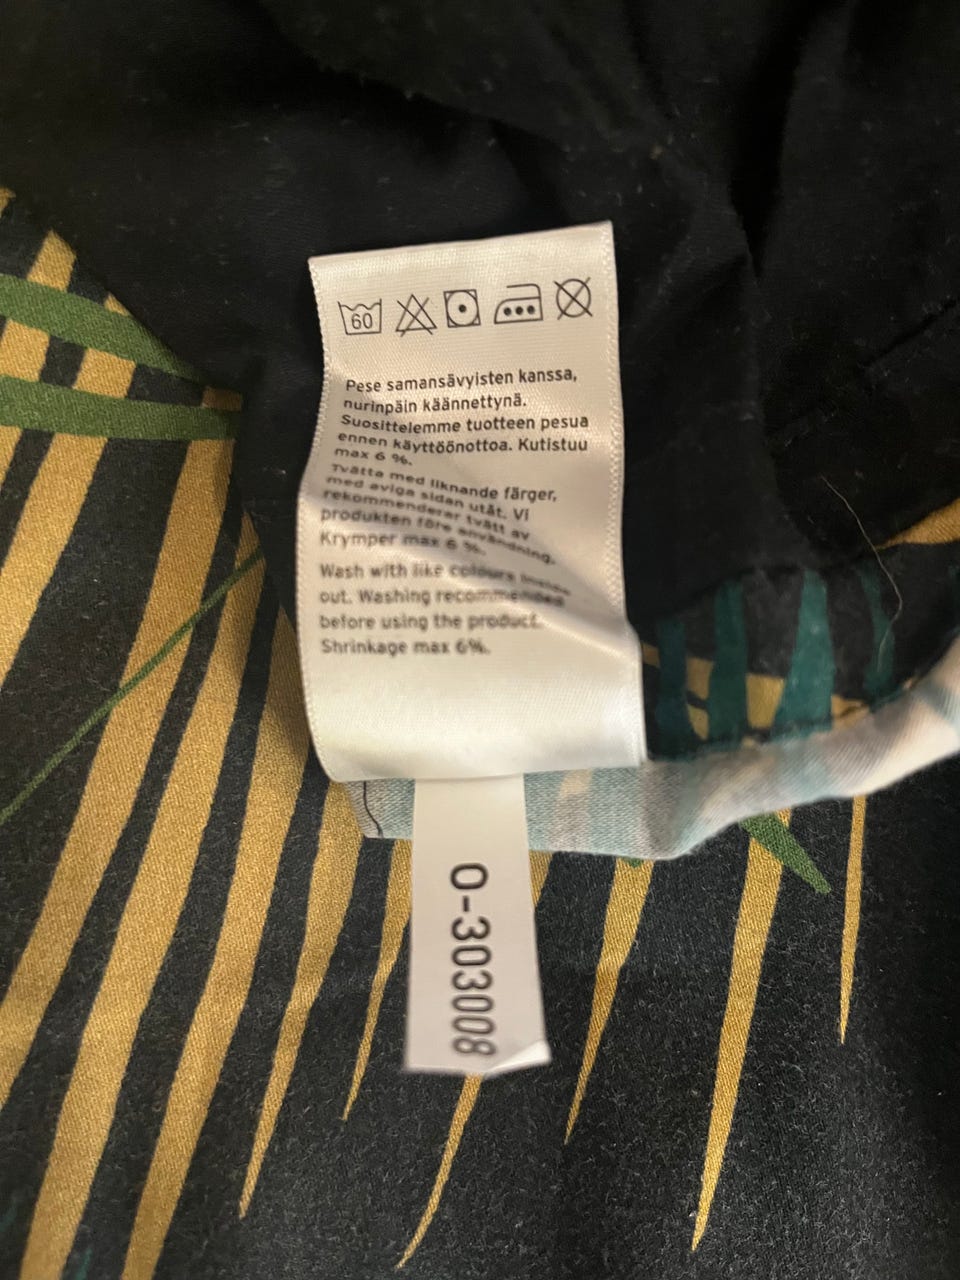 60
Pese samansävyisten kanssa,
nurinpäin käännettynä.
Suosittelemme tuotteen pesua
ennen käyttöönottoa. Kutistuu
max 6 %.
Tvätta med liknande färger,
med aviga sidan utåt. Vi
rekommenderar tvätt av
produkten före användning.
Krymper max 6 %.
Wash with like colours inside
out. Washing recommended
before using the product.
Shrinkage max 6%.
O-303008